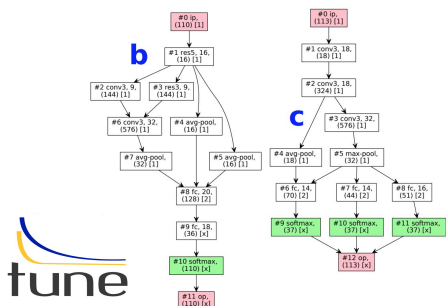 #0 ip,
(110) [1]
b
#1 res5, 16,
(16) [1]
#2 conv3, 9,
(144) [1]
#3 res3, 9,
(144) [1]
#6 conv3, 32,
(576) [1]
#4 avg-pool,
(16) [1]
#7 avg-pool,
(32) [1]
#5 avg-pool,
(16) [1]
#8 fc, 20,
(128) [2]
#9 fc, 18,
(36) [x]
#10 softmax,
(110) [x]
#11 op,
(110) [x]
#0 ip,
(113) [1]
#1 conv3, 18,
(18) [1]
#2 conv3, 18,
(324) [1]
c
#3 conv3, 32,
(576) [1]
#4 avg-pool,
(18) [1]
#5 max-pool,
(32) [1]
#6 fc, 14,
(70) [2]
#7 fc, 14,
(44) [2]
#8 fc, 16,
(51) [2]
#9 softmax,
(37) [x]
#10 softmax,
(37) [x]
#11 softmax,
(37) [x]
#12 op,
(113) [x]
tune